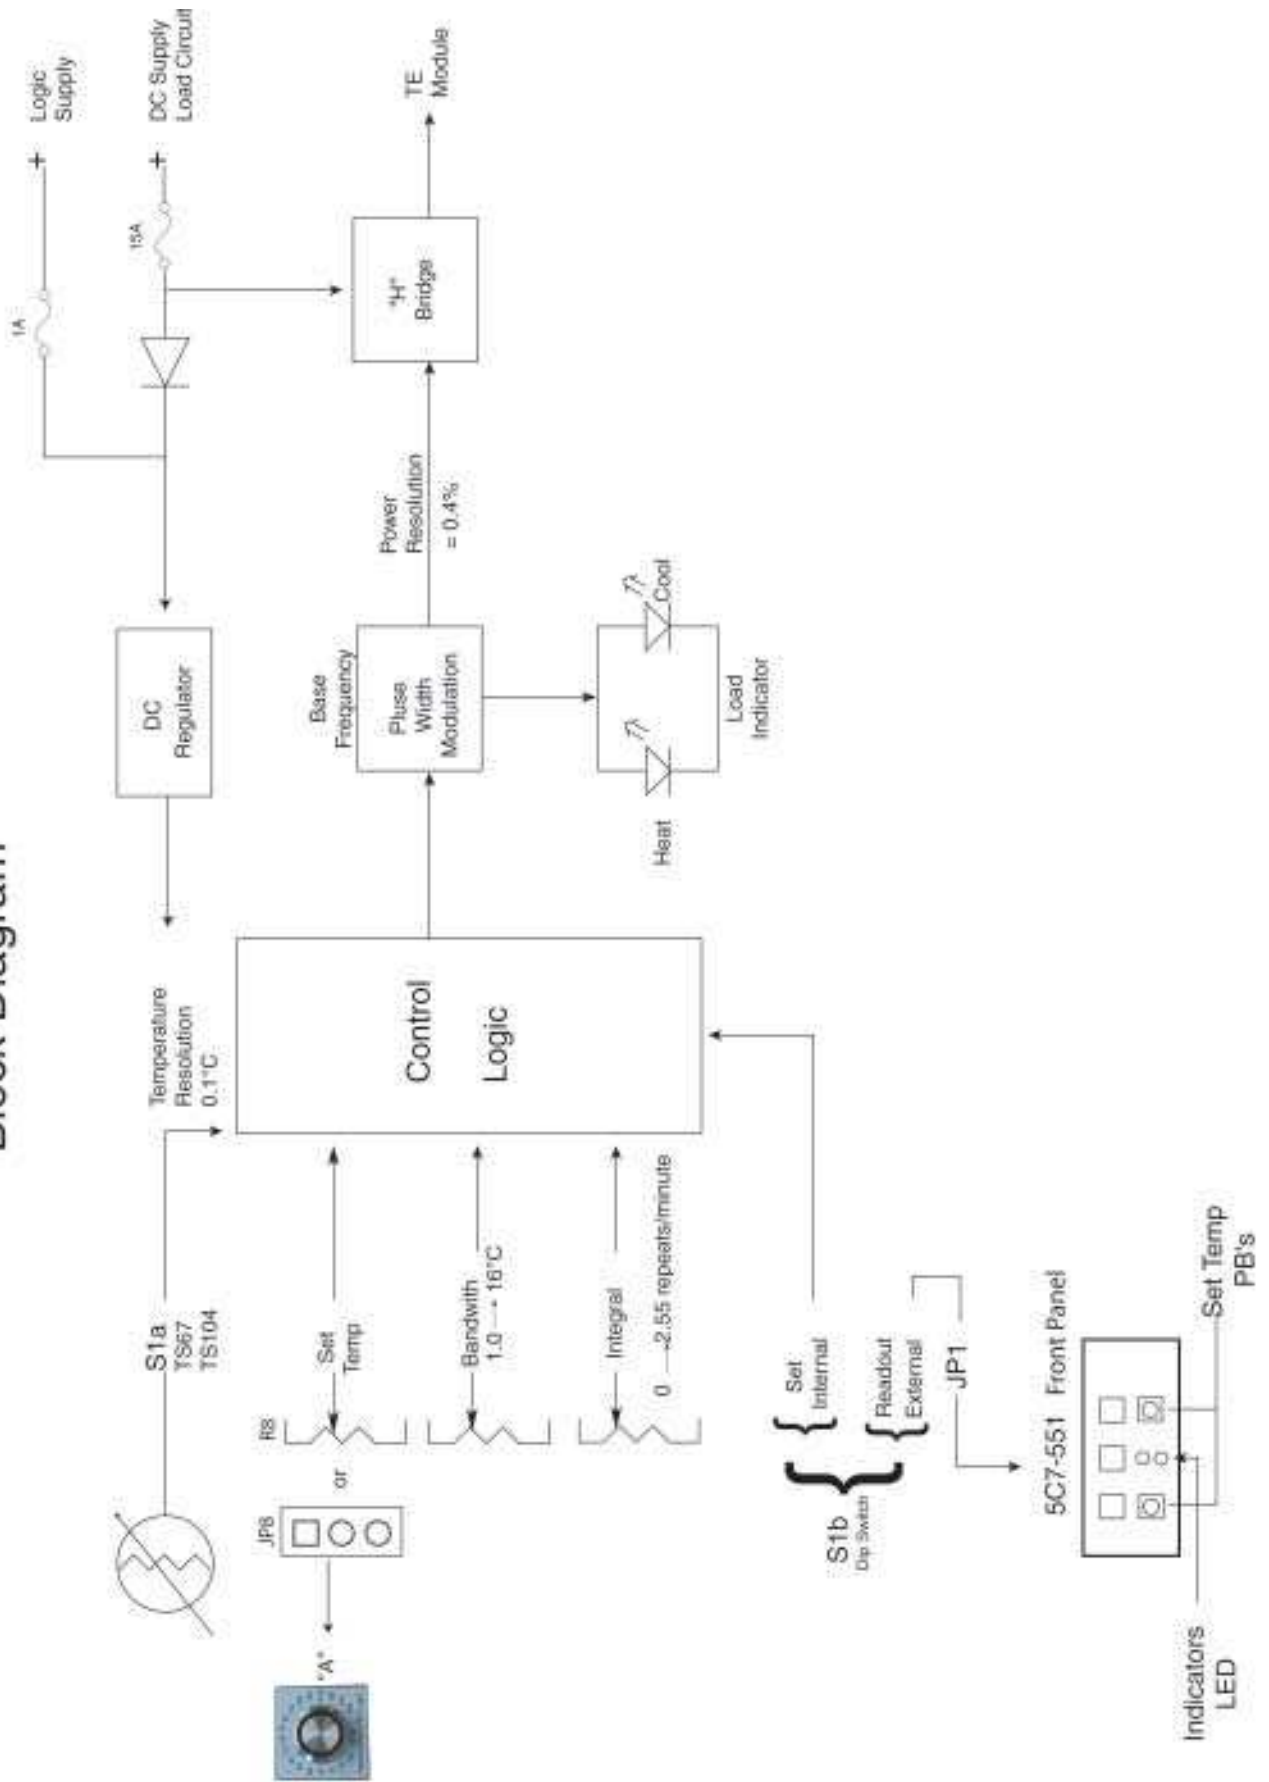 Block Diagram
S1a
TS67
TS104
Temperature
Resolution
0.1°C
DC
Regulator
1A
15A
+
Logic
Supply
+
DC Supply
Load Circuit
"A"
or
Set
Temp
Bandwith
1.0 → 16°C
Integral
0 → 2.55 repeats/minute
Control
Logic
Base
Frequency
Pluse
Width
Modulation
Power
Resolution
= 0.4%
"H"
Bridge
TE
Module
Heat
Cool
Load
Indicator
S1b
Dip Switch
Set
Internal
Readout
External
JP1
5C7-551 Front Panel
Indicators
LED
Set Temp
PB's